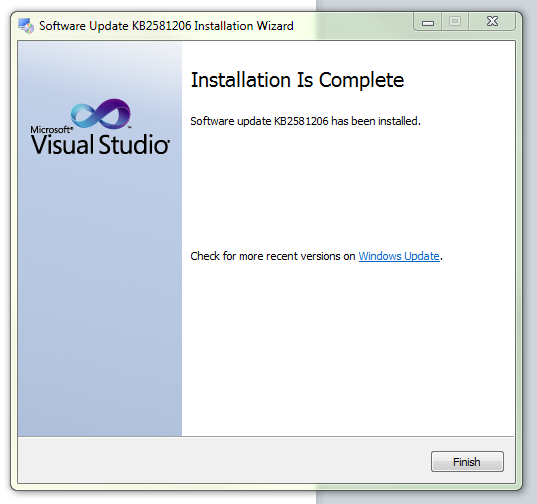 Software Update KB2581206 Installation Wizard
Installation Is Complete
Software update KB2581206 has been installed.
Microsoft®
Visual Studio®
Check for more recent versions on Windows Update.
Finish